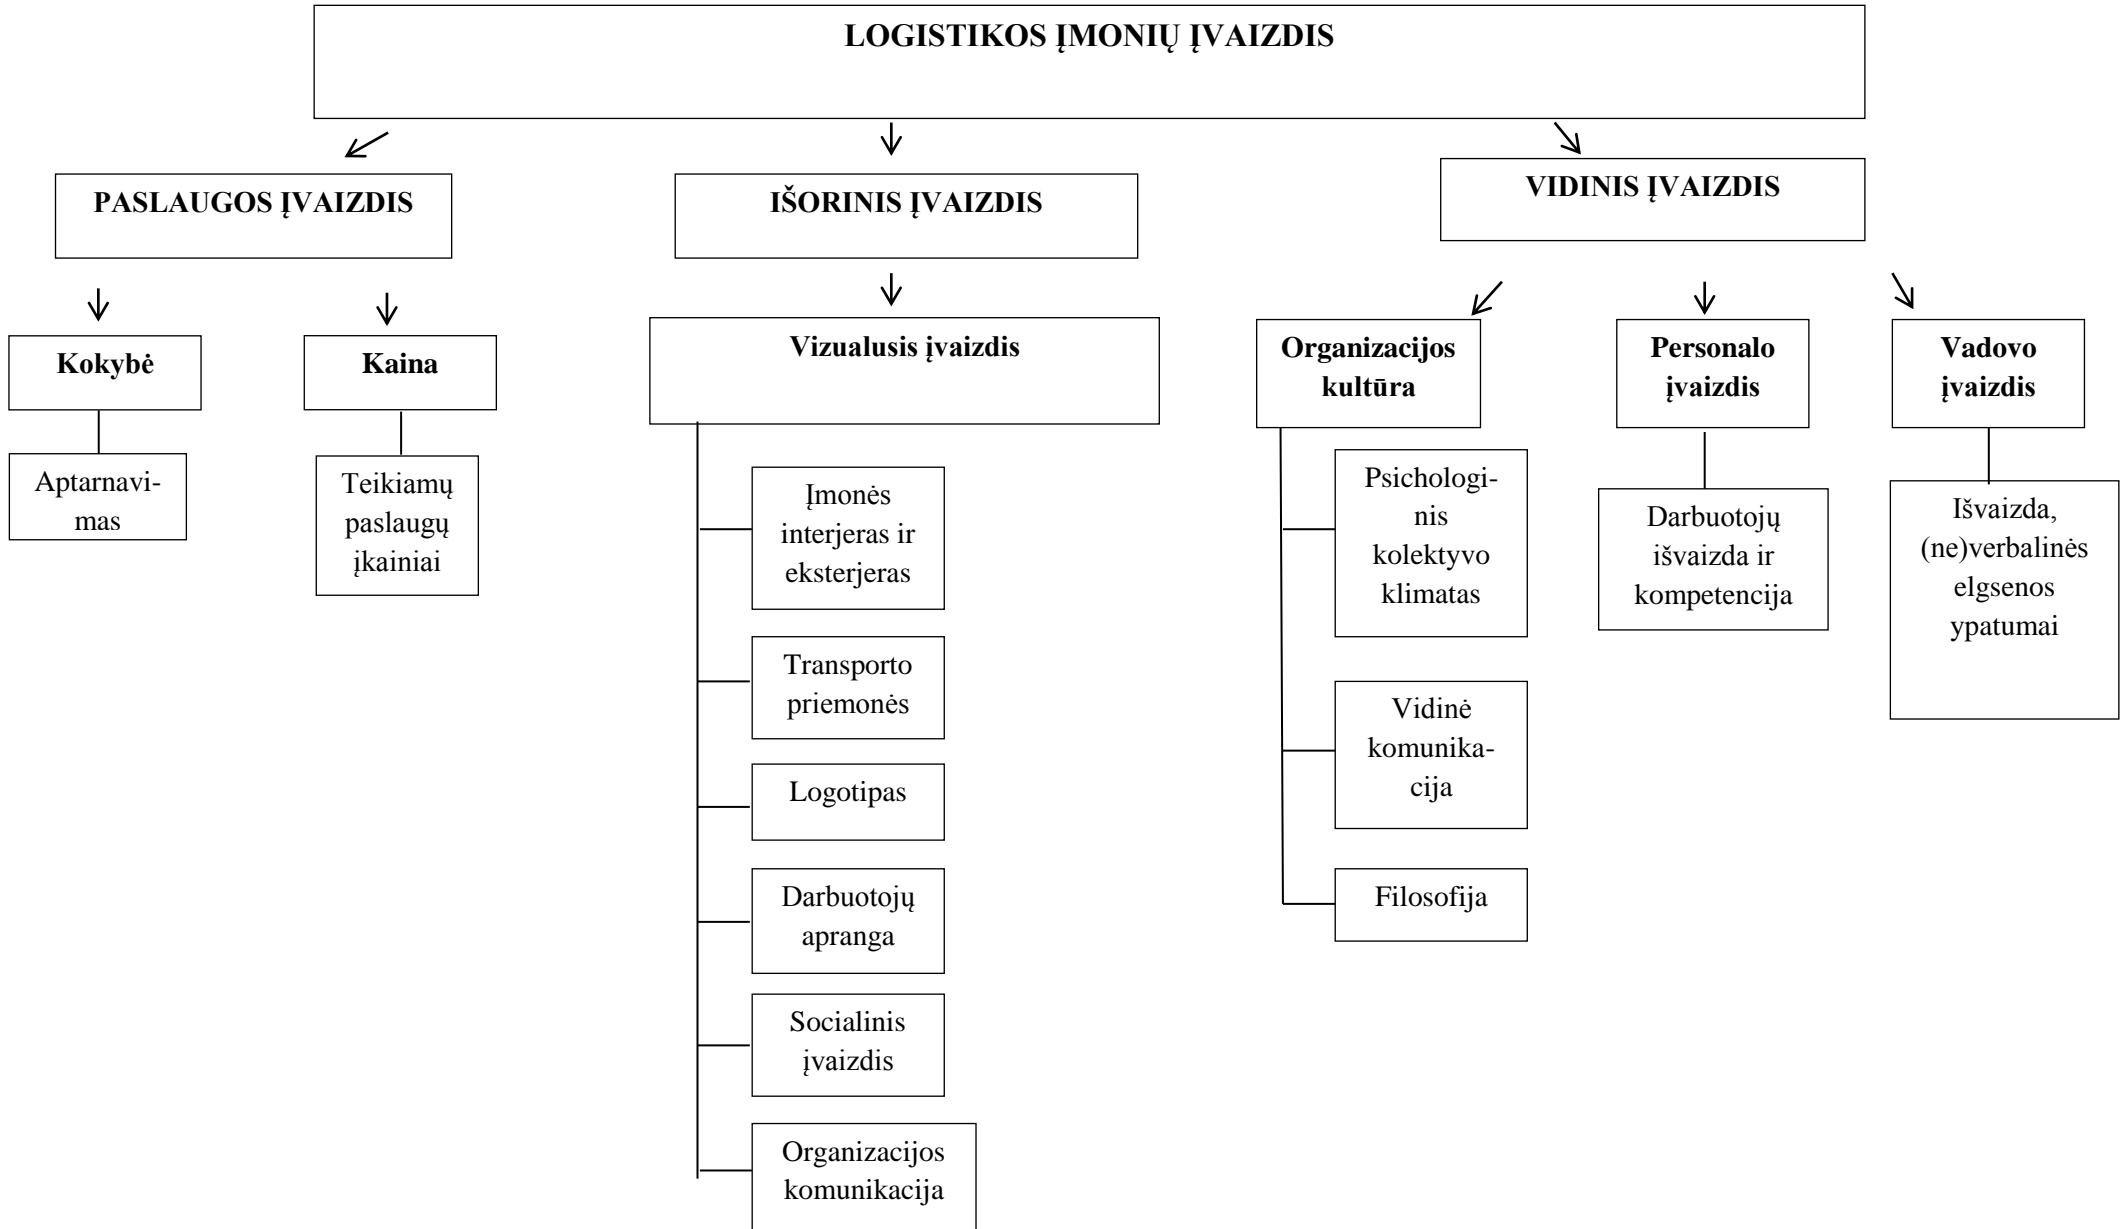 LOGISTIKOS ĮMONIŲ ĮVAIZDIS
PASLAUGOS ĮVAIZDIS
IŠORINIS ĮVAIZDIS
VIDINIS ĮVAIZDIS
Kokybė
Kaina
Vizualusis įvaizdis
Organizacijos
kultūra
Personalo
įvaizdis
Vadovo
įvaizdis
Aptarnavi-
mas
Teikiamų
paslaugų
įkainiai
Įmonės
interjeras ir
eksterjeras
Transporto
priemonės
Logotipas
Darbuotojų
apranga
Socialinis
įvaizdis
Organizacijos
komunikacija
Psichologi-
nis
kolektyvo
klimatas
Vidinė
komunika-
cija
Filosofija
Darbuotojų
išvaizda ir
kompetencija
Išvaizda,
(ne)verbalinės
elgsenos
ypatumai